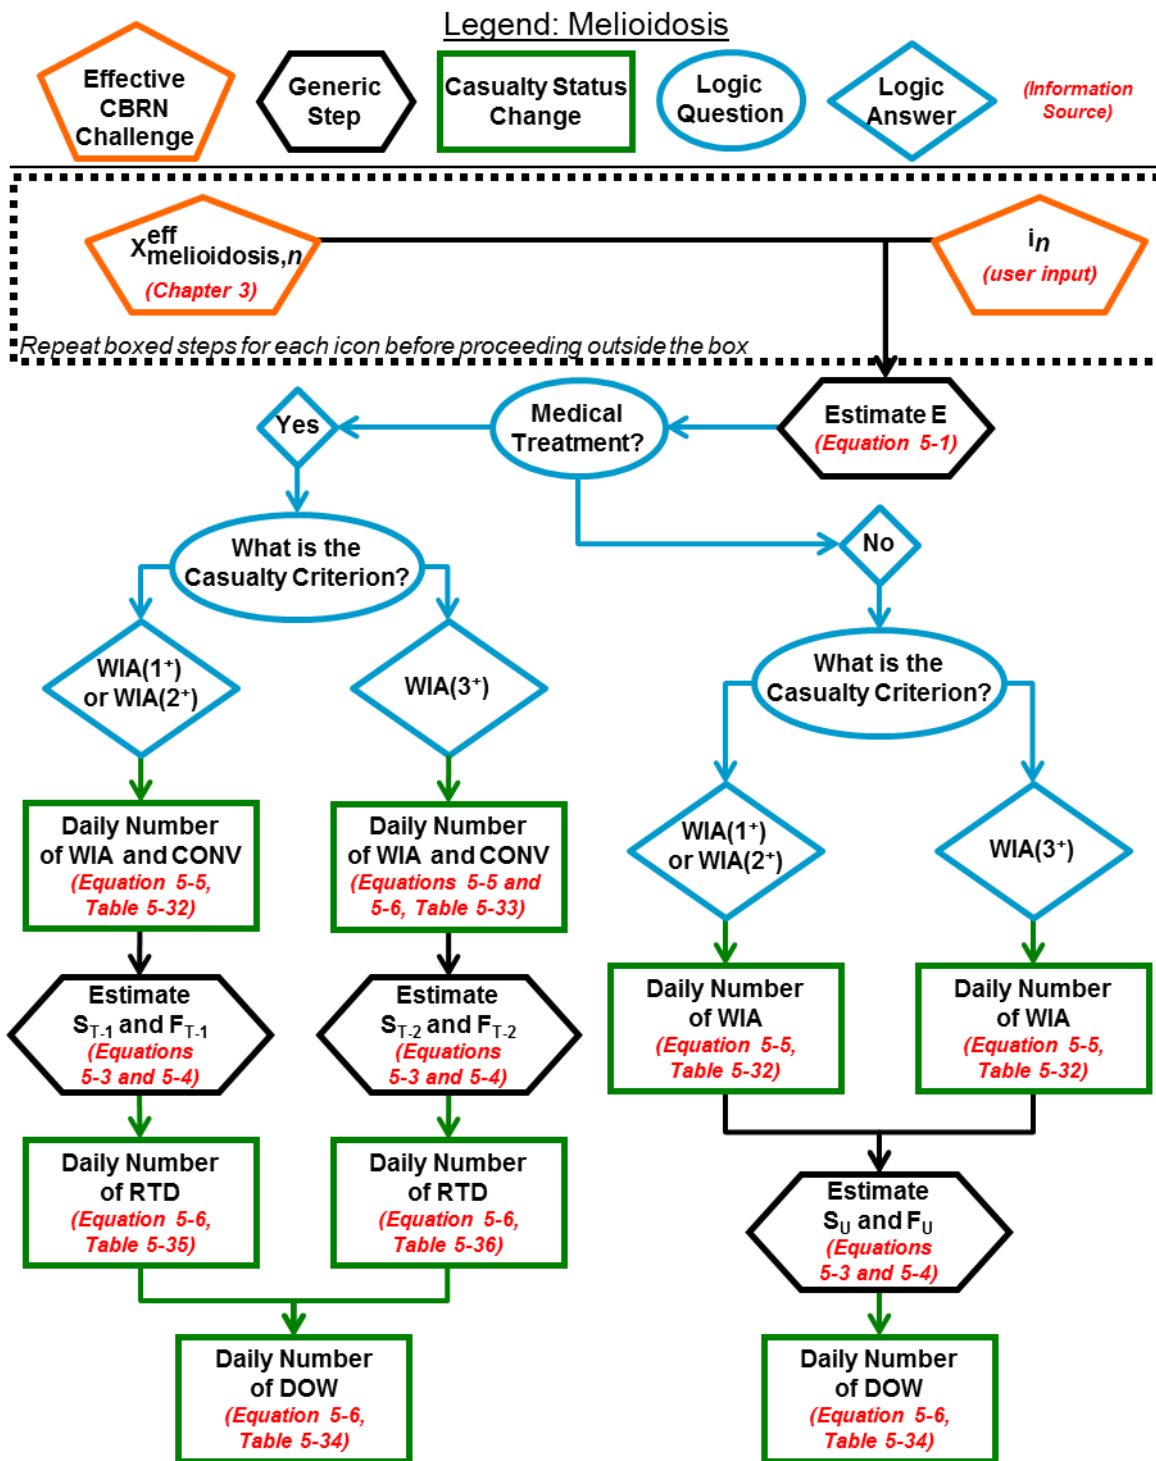 Legend: Melioidosis
Effective
CBRN
Challenge
Generic
Step
Casualty Status
Change
Logic
Question
Logic
Answer
(Information
Source)
X eff melioidosis,n
(Chapter 3)
in
(user input)
Repeat boxed steps for each icon before proceeding outside the box
Yes
Medical
Treatment?
Estimate E
(Equation 5-1)
No
What is the
Casualty Criterion?
What is the
Casualty Criterion?
WIA(1+)
or WIA(2+)
WIA(3+)
WIA(1+)
or WIA(2+)
WIA(3+)
Daily Number
of WIA and CONV
(Equation 5-5,
Table 5-32)
Daily Number
of WIA and CONV
(Equations 5-5 and
5-6, Table 5-33)
Daily Number
of WIA
(Equation 5-5,
Table 5-32)
Daily Number
of WIA
(Equation 5-5,
Table 5-32)
Estimate
ST-1 and FT-1
(Equations
5-3 and 5-4)
Estimate
ST-2 and FT-2
(Equations
5-3 and 5-4)
Daily Number
of RTD
(Equation 5-6,
Table 5-35)
Daily Number
of RTD
(Equation 5-6,
Table 5-36)
Estimate
SU and FU
(Equations
5-3 and 5-4)
Daily Number
of DOW
(Equation 5-6,
Table 5-34)
Daily Number
of DOW
(Equation 5-6,
Table 5-34)